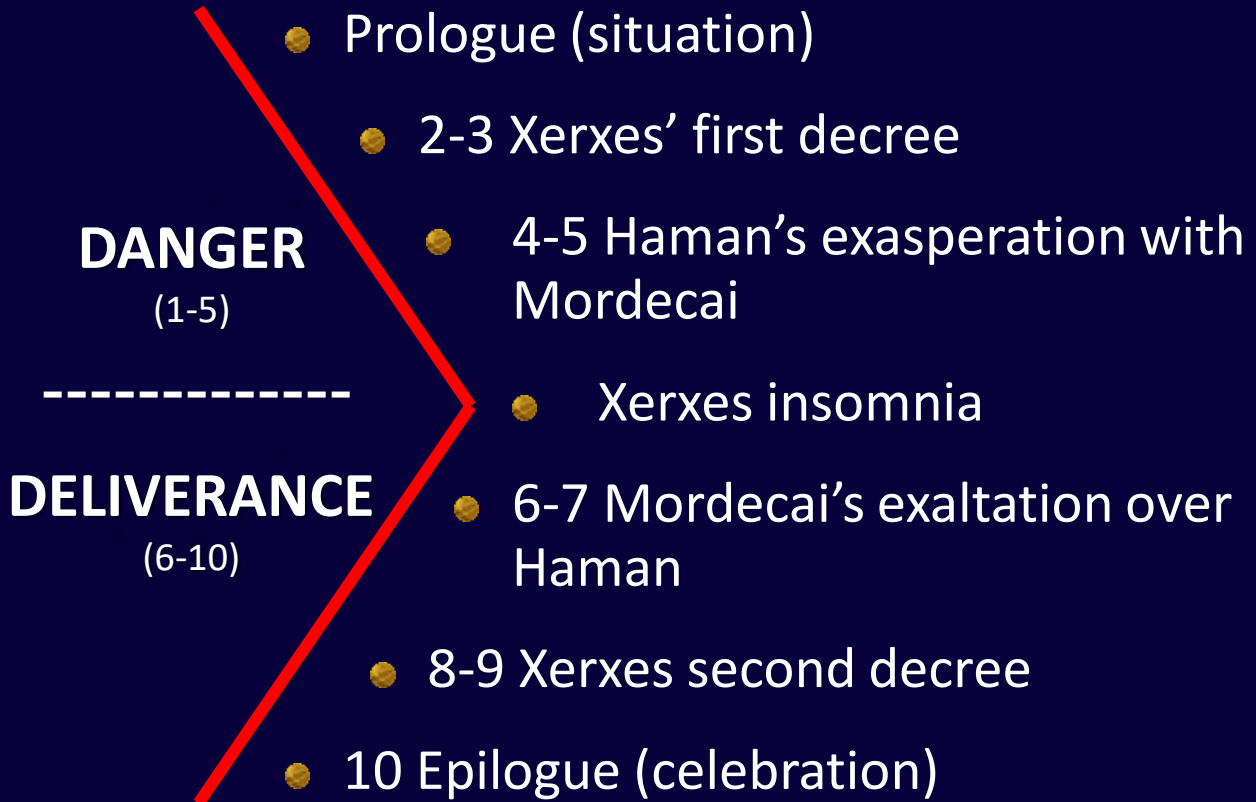 Prologue (situation)
2-3 Xerxes’ first decree
4-5 Haman’s exasperation with
Mordecai
Xerxes insomnia
6-7 Mordecai’s exaltation over
Haman
8-9 Xerxes second decree
10 Epilogue (celebration)
DANGER
(1-5)
-------------
DELIVERANCE
(6-10)